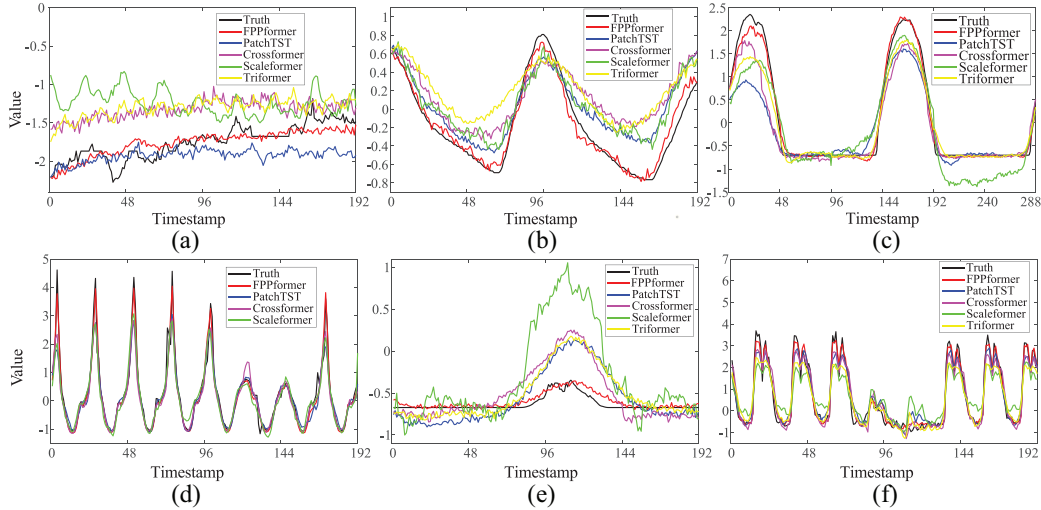 0
-0.5
-1
-1.5
-2
Value
Truth
FPPformer
PatchTST
Crossformer
Scaleformer
Triformer
0 48 96 144 192
Timestamp
(a)
1
0.8
0.6
0.4
0.2
0
-0.2
-0.4
-0.6
-0.8
Truth
FPPformer
PatchTST
Crossformer
Scaleformer
Triformer
0 48 96 144 192
Timestamp
(b)
2.5
2
1.5
1
0.5
0
-0.5
-1
-1.5
Truth
FPPformer
PatchTST
Crossformer
Scaleformer
Triformer
0 48 96 144 192 240 288
Timestamp
(c)
5
4
3
2
1
0
-1
Value
Truth
FPPformer
PatchTST
Crossformer
Scaleformer
0 48 96 144 192
Timestamp
(d)
1
0.5
0
-0.5
-1
Truth
FPPformer
PatchTST
Crossformer
Scaleformer
Triformer
0 48 96 144 192
Timestamp
(e)
7
6
5
4
3
2
1
0
-1
Truth
FPPformer
PatchTST
Crossformer
Scaleformer
Triformer
0 48 96 144 192
Timestamp
(f)